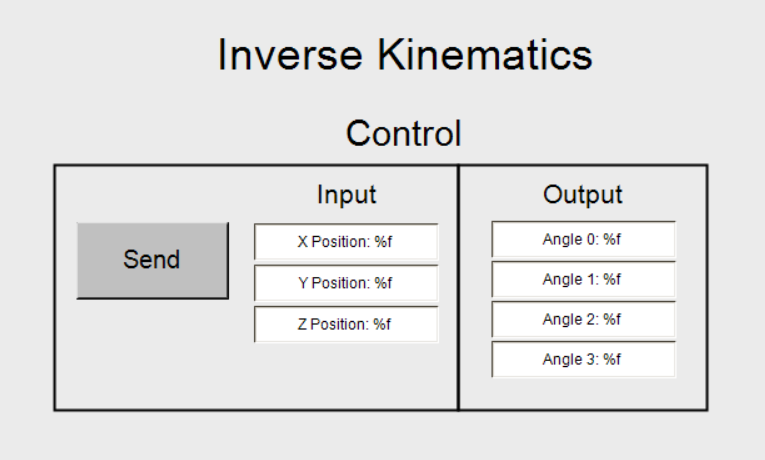 Inverse Kinematics
Control
Input
Send
X Position: %f
Y Position: %f
Z Position: %f
Output
Angle 0: %f
Angle 1: %f
Angle 2: %f
Angle 3: %f